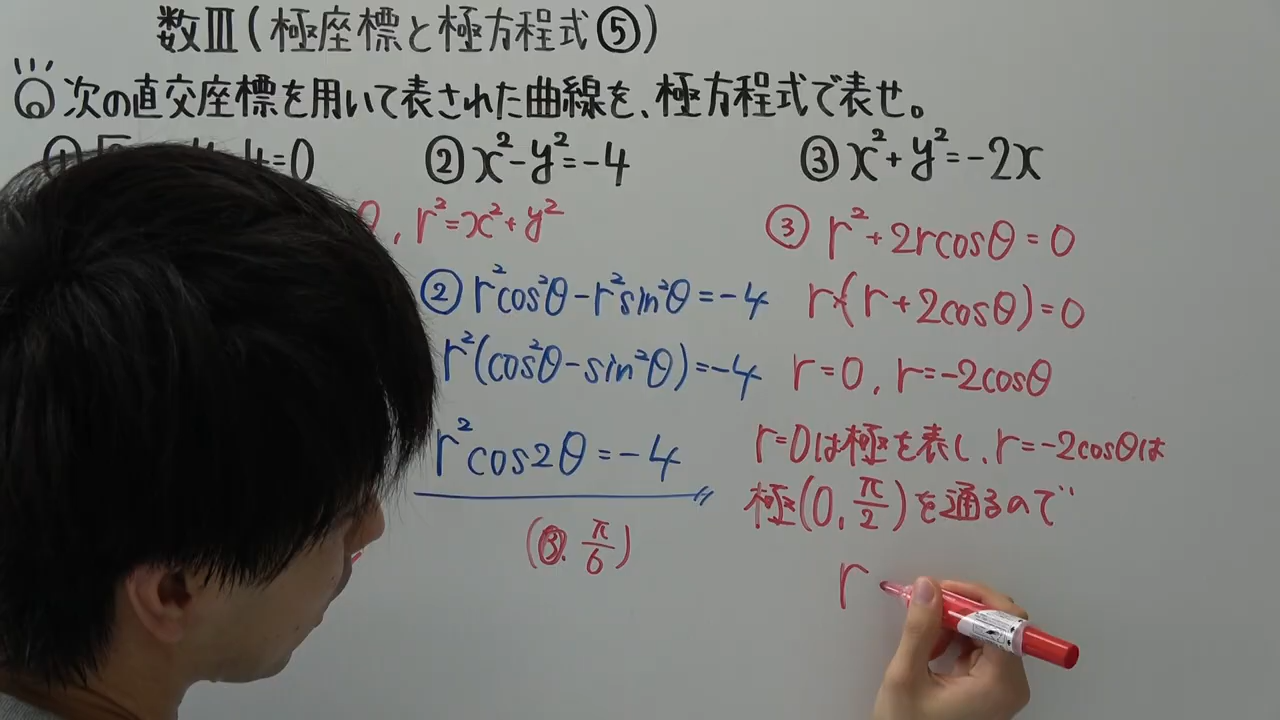 数Ⅲ(極座標と極方程式⑤)
Q 次の直交座標を用いて表された曲線を、極方程式で表せ。
① =0
② x²-y²=-4
③ x²+y²=-2x
θ, r²=x²+y²
② r²cos²θ-r²sin²θ=-4
r²(cos²θ-sin²θ)=-4
r²cos2θ=-4
( , π/6)
③ r²+2rcosθ=0
r(r+2cosθ)=0
r=0, r=-2cosθ
r=0は極を表し、r=-2cosθは
極(0, π/2)を通るので
r